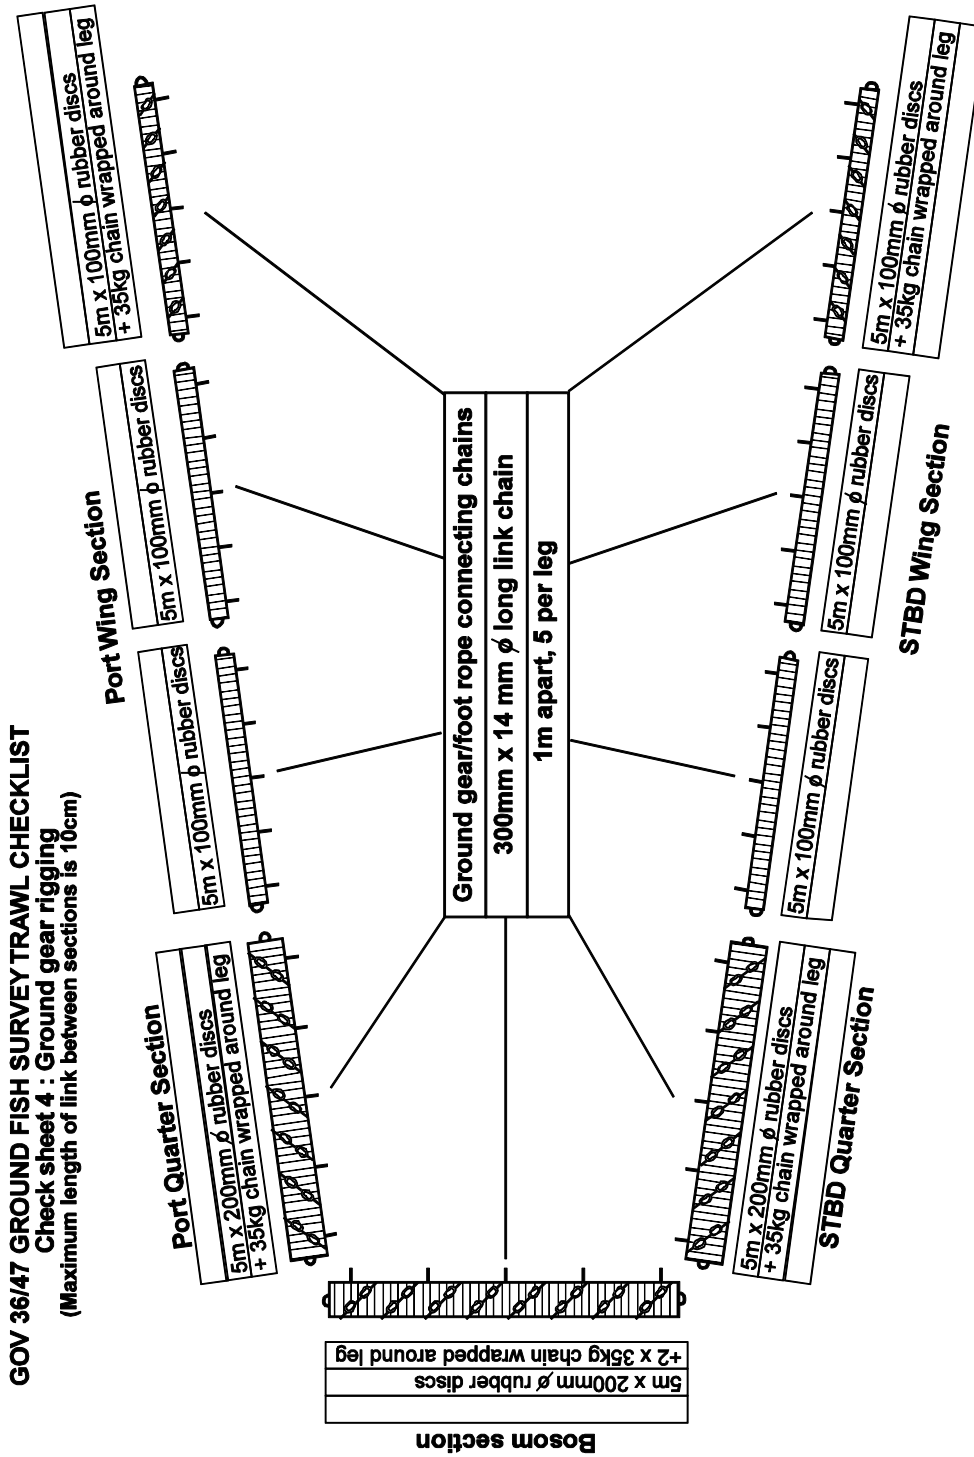 GOV 36/47 GROUND FISH SURVEY TRAWL CHECKLIST
Check sheet 4 : Ground gear rigging
(Maximum length of link between sections is 10cm)
Port Quarter Section
5m x 200mm ø rubber discs
+ 35kg chain wrapped around leg
Port Wing Section
5m x 100mm ø rubber discs
5m x 100mm ø rubber discs
5m x 100mm ø rubber discs
+ 35kg chain wrapped around leg
Ground gear/foot rope connecting chains
300mm x 14 mm ø long link chain
1m apart, 5 per leg
Bosom section
5m x 200mm ø rubber discs
+2 x 35kg chain wrapped around leg
5m x 200mm ø rubber discs
+ 35kg chain wrapped around leg
STBD Quarter Section
5m x 100mm ø rubber discs
5m x 100mm ø rubber discs
5m x 100mm ø rubber discs
+ 35kg chain wrapped around leg
STBD Wing Section